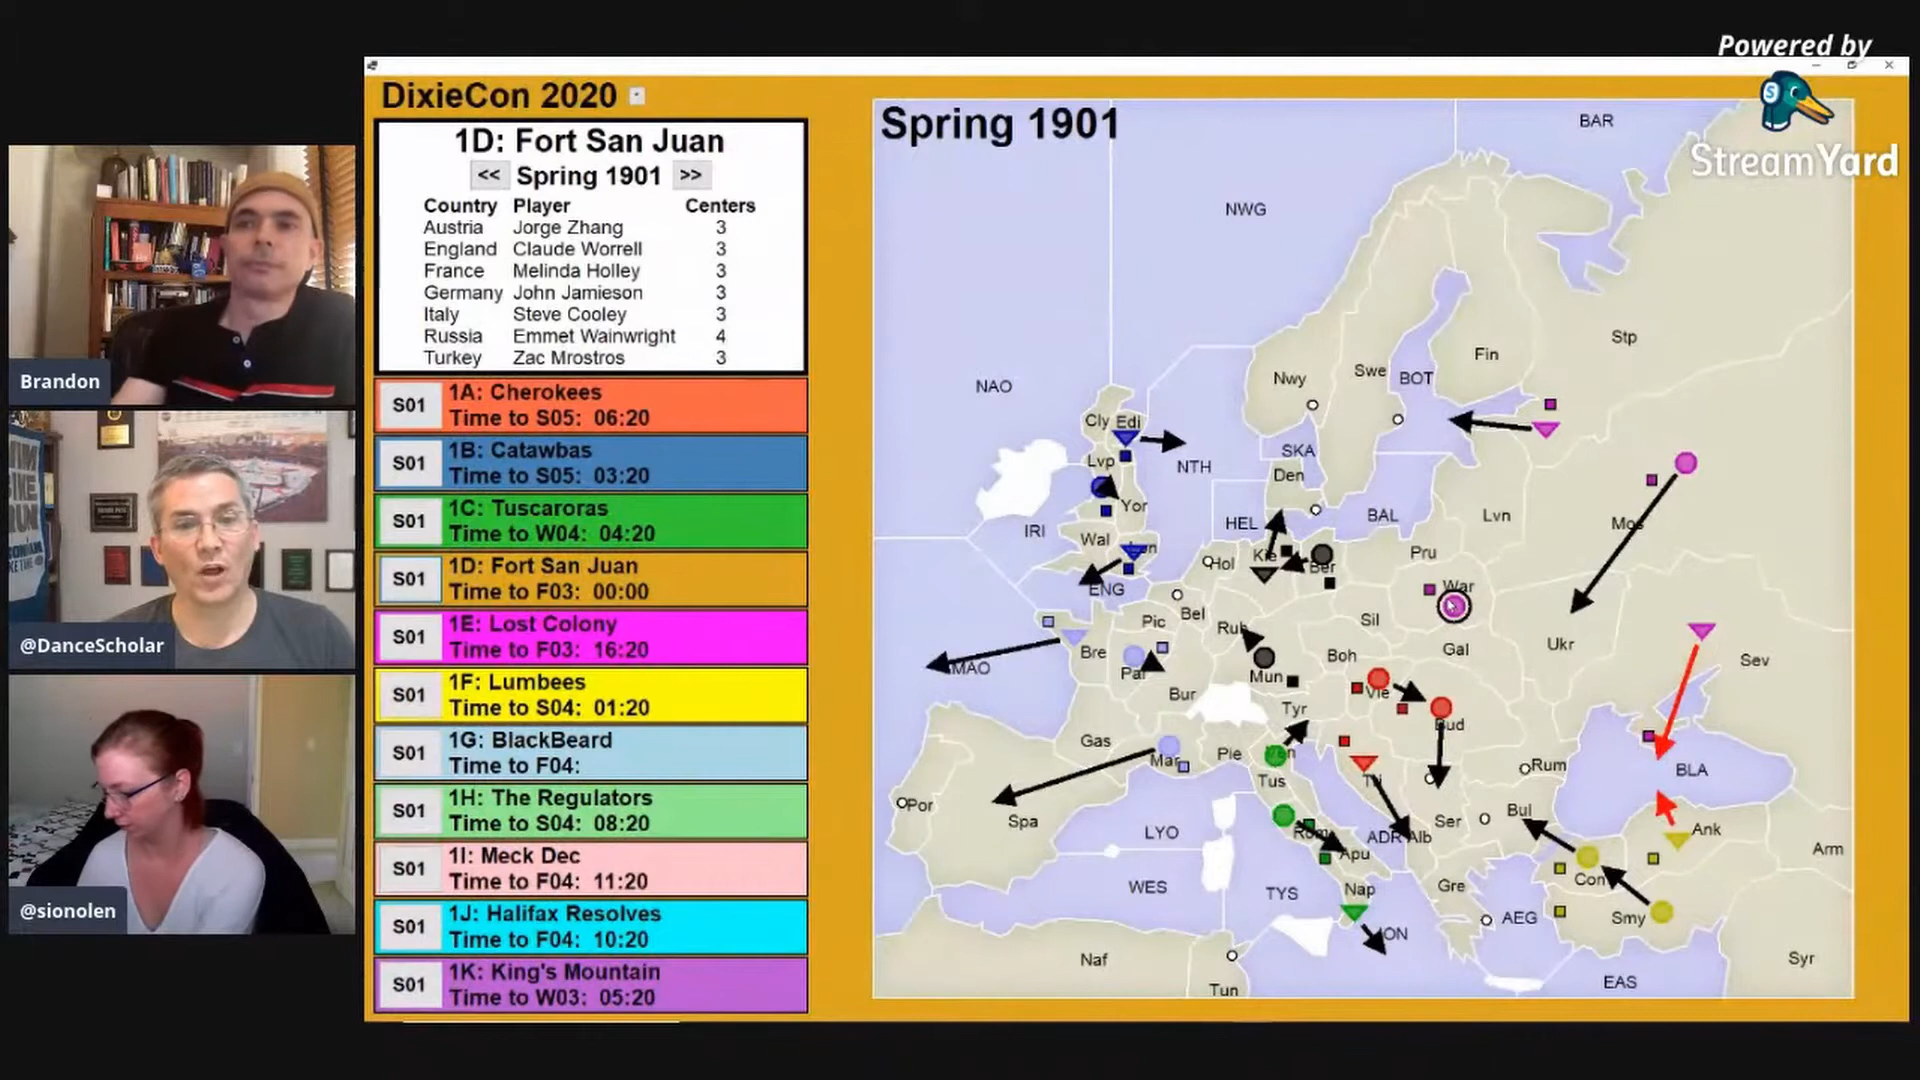 Powered by
StreamYard
DixieCon 2020
1D: Fort San Juan
<< Spring 1901 >>
Country Player Centers
Austria Jorge Zhang 3
England Claude Worrell 3
France Melinda Holley 3
Germany John Jamieson 3
Italy Steve Cooley 3
Russia Emmet Wainwright 4
Turkey Zac Mrostros 3
S01 1A: Cherokees
Time to S05: 06:20
S01 1B: Catawbas
Time to S05: 03:20
S01 1C: Tuscaroras
Time to W04: 04:20
S01 1D: Fort San Juan
Time to F03: 00:00
S01 1E: Lost Colony
Time to F03: 16:20
S01 1F: Lumbees
Time to S04: 01:20
S01 1G: BlackBeard
Time to F04:
S01 1H: The Regulators
Time to S04: 08:20
S01 1I: Meck Dec
Time to F04: 11:20
S01 1J: Halifax Resolves
Time to F04: 10:20
S01 1K: King's Mountain
Time to W03: 05:20
Brandon
@DanceScholar
@sionolen
Spring 1901
BAR
NWG
Stp
Fin
NAO
Nwy
Swe
BOT
Cly
Edi
SKA
Lvp
NTH
Den
Yor
Lvn
Mos
IRI
HEL
BAL
Wal
Kie
Pru
Hol
Ber
ENG
War
Bel
Pic
Ruh
Sil
Ukr
Bre
Boh
Gal
Sev
MAO
Par
Mun
Bur
Vie
Tyr
Bud
Gas
Pie
Mar
Tus
Rum
BLA
Por
Spa
LYO
Rom
ADR
Alb
Ser
Bul
Ank
Arm
Apu
WES
TYS
Nap
Gre
Con
AEG
Smy
ION
Naf
Tun
EAS
Syr